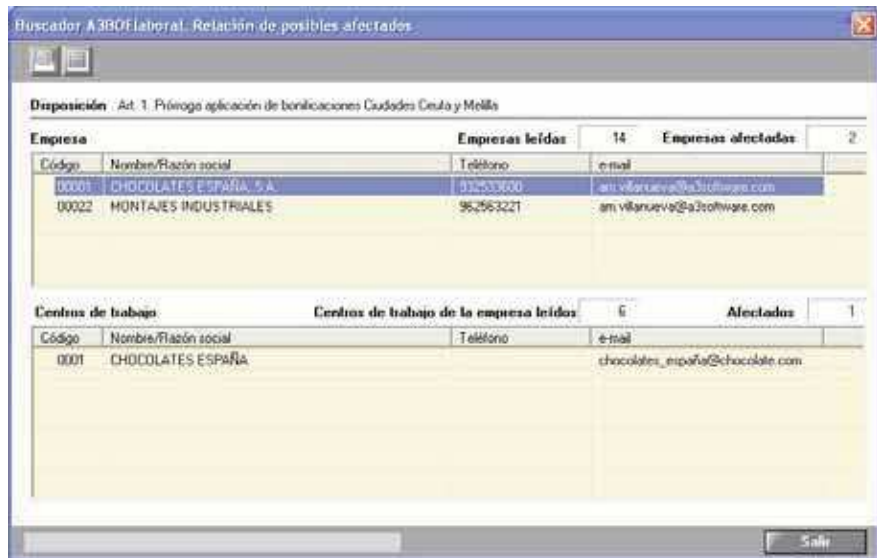 Buscador A3BOElaboral. Relación de posibles afectados
Disposición Art. 1. Prórroga aplicación de bonificaciones Ciudades Ceuta y Melilla
Empresa Empresas leídas 14 Empresas afectadas 2
Código Nombre/Razón social Teléfono e-mail
00001 CHOCOLATES ESPAÑA, S.A. 932533600 am.villanueva@a3software.com
00022 MONTAJES INDUSTRIALES 962563221 am.villanueva@a3software.com
Centros de trabajo Centros de trabajo de la empresa leídos 6 Afectados 1
Código Nombre/Razón social Teléfono e-mail
0001 CHOCOLATES ESPAÑA chocolates_españa@chocolate.com
Salir